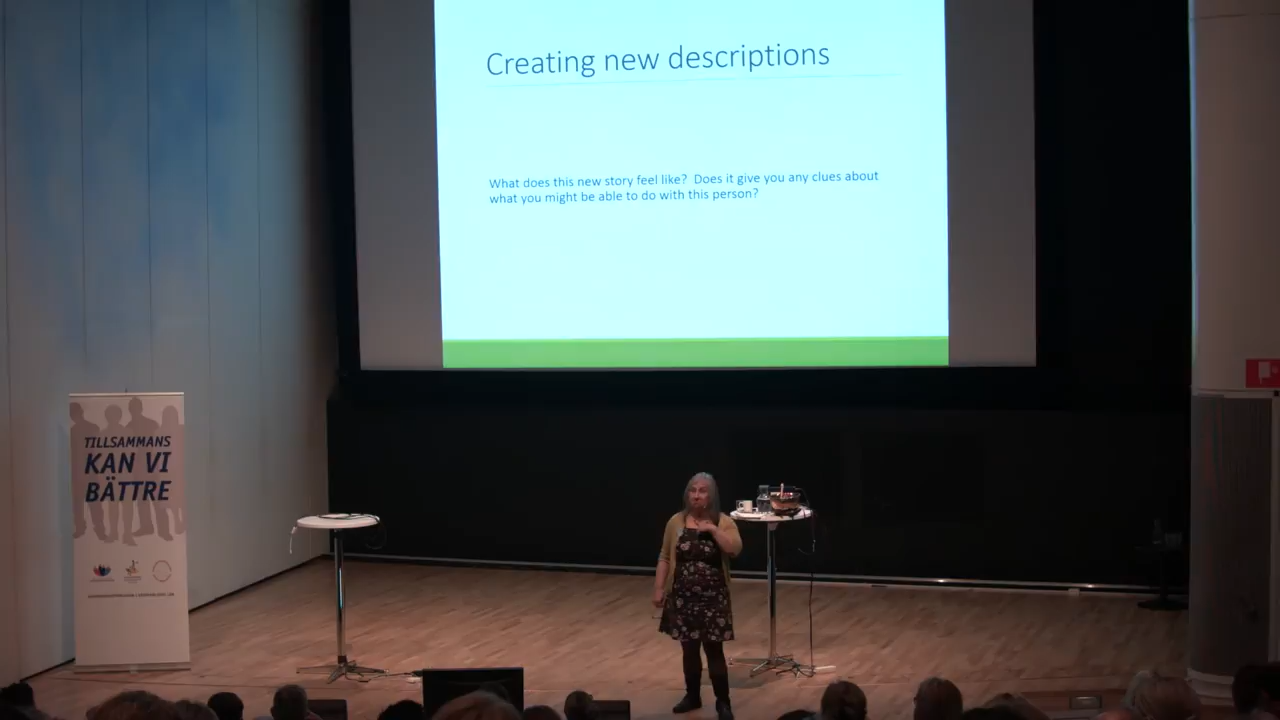 Creating new descriptions
What does this new story feel like? Does it give you any clues about
what you might be able to do with this person?
TILLSAMMANS
KAN VI
BÄTTRE